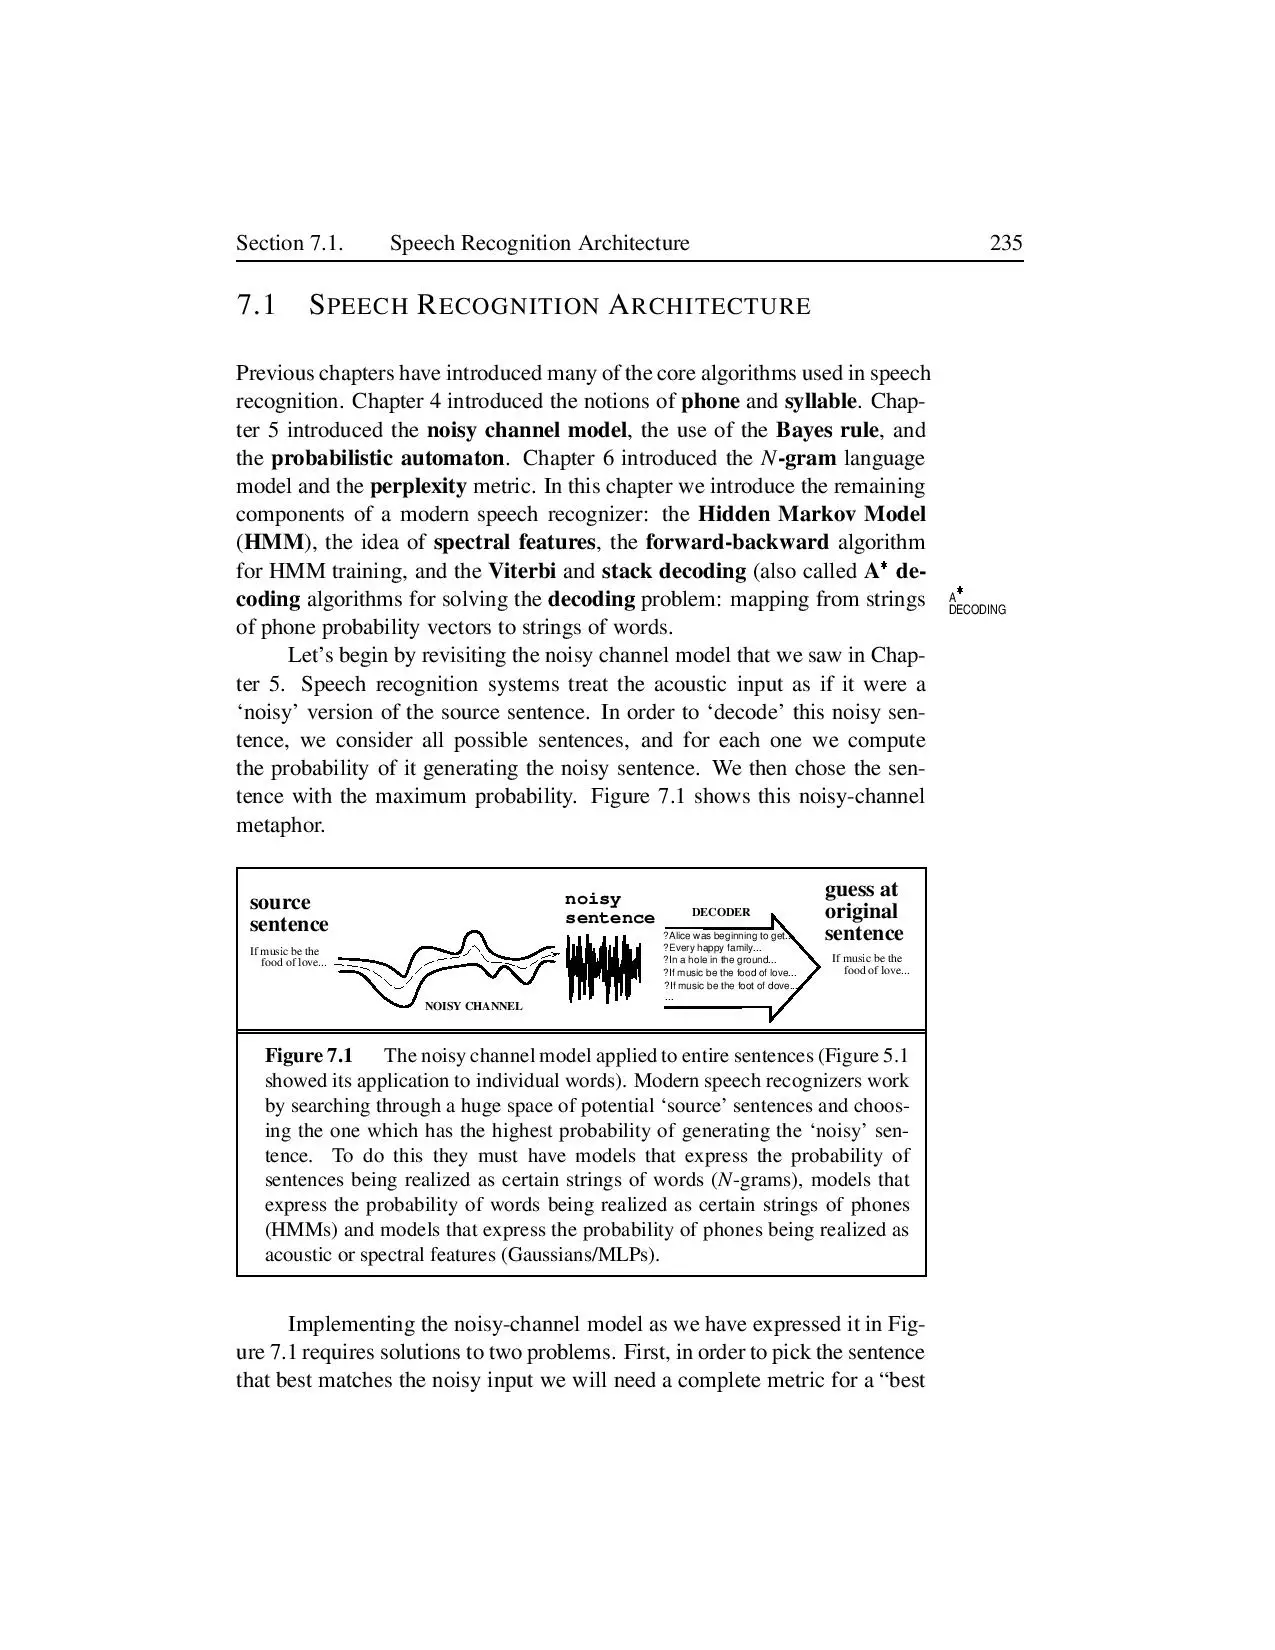 Section 7.1. Speech Recognition Architecture 235
7.1 SPEECH RECOGNITION ARCHITECTURE
Previous chapters have introduced many of the core algorithms used in speech
recognition. Chapter 4 introduced the notions of phone and syllable. Chap-
ter 5 introduced the noisy channel model, the use of the Bayes rule, and
the probabilistic automaton. Chapter 6 introduced the N-gram language
model and the perplexity metric. In this chapter we introduce the remaining
components of a modern speech recognizer: the Hidden Markov Model
(HMM), the idea of spectral features, the forward-backward algorithm
for HMM training, and the Viterbi and stack decoding (also called A* de-
coding algorithms for solving the decoding problem: mapping from strings
of phone probability vectors to strings of words.
A*
DECODING
Let's begin by revisiting the noisy channel model that we saw in Chap-
ter 5. Speech recognition systems treat the acoustic input as if it were a
‘noisy’ version of the source sentence. In order to ‘decode’ this noisy sen-
tence, we consider all possible sentences, and for each one we compute
the probability of it generating the noisy sentence. We then chose the sen-
tence with the maximum probability. Figure 7.1 shows this noisy-channel
metaphor.
source
sentence
If music be the
food of love...
NOISY CHANNEL
noisy
sentence
DECODER
?Alice was beginning to get...
?Every happy family...
?In a hole in the ground...
?If music be the food of love...
?If music be the foot of dove...
...
guess at
original
sentence
If music be the
food of love...
Figure 7.1 The noisy channel model applied to entire sentences (Figure 5.1
showed its application to individual words). Modern speech recognizers work
by searching through a huge space of potential ‘source’ sentences and choos-
ing the one which has the highest probability of generating the ‘noisy’ sen-
tence. To do this they must have models that express the probability of
sentences being realized as certain strings of words (N-grams), models that
express the probability of words being realized as certain strings of phones
(HMMs) and models that express the probability of phones being realized as
acoustic or spectral features (Gaussians/MLPs).
Implementing the noisy-channel model as we have expressed it in Fig-
ure 7.1 requires solutions to two problems. First, in order to pick the sentence
that best matches the noisy input we will need a complete metric for a “best